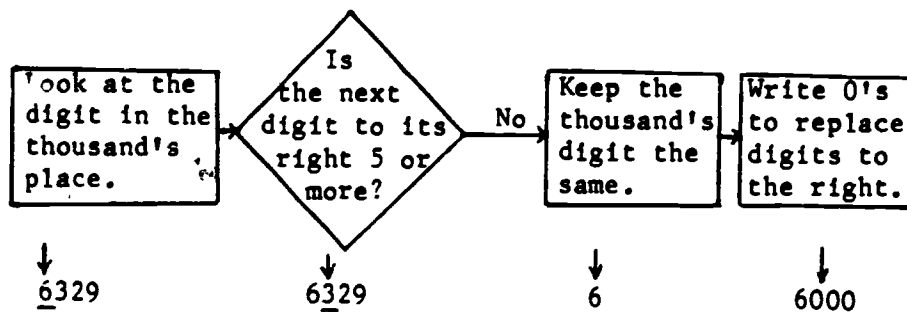 Look at the
digit in the
thousand's
place.
Is
the next
digit to its
right 5 or
more?
No
Keep the
thousand's
digit the
same.
Write 0's
to replace
digits to
the right.
6329
6329
6
6000